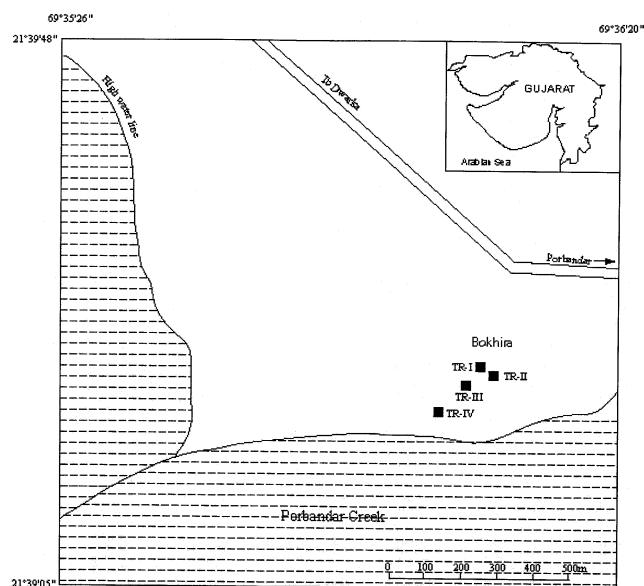 69°35'26"
69°36'20"
21°39'48"
High water line
To Dwarka
GUJARAT
Arabian Sea
Porbandar
Bokhira
TR-I
TR-II
TR-III
TR-IV
Porbandar Creek
0 100 200 300 400 500m
21°39'05"